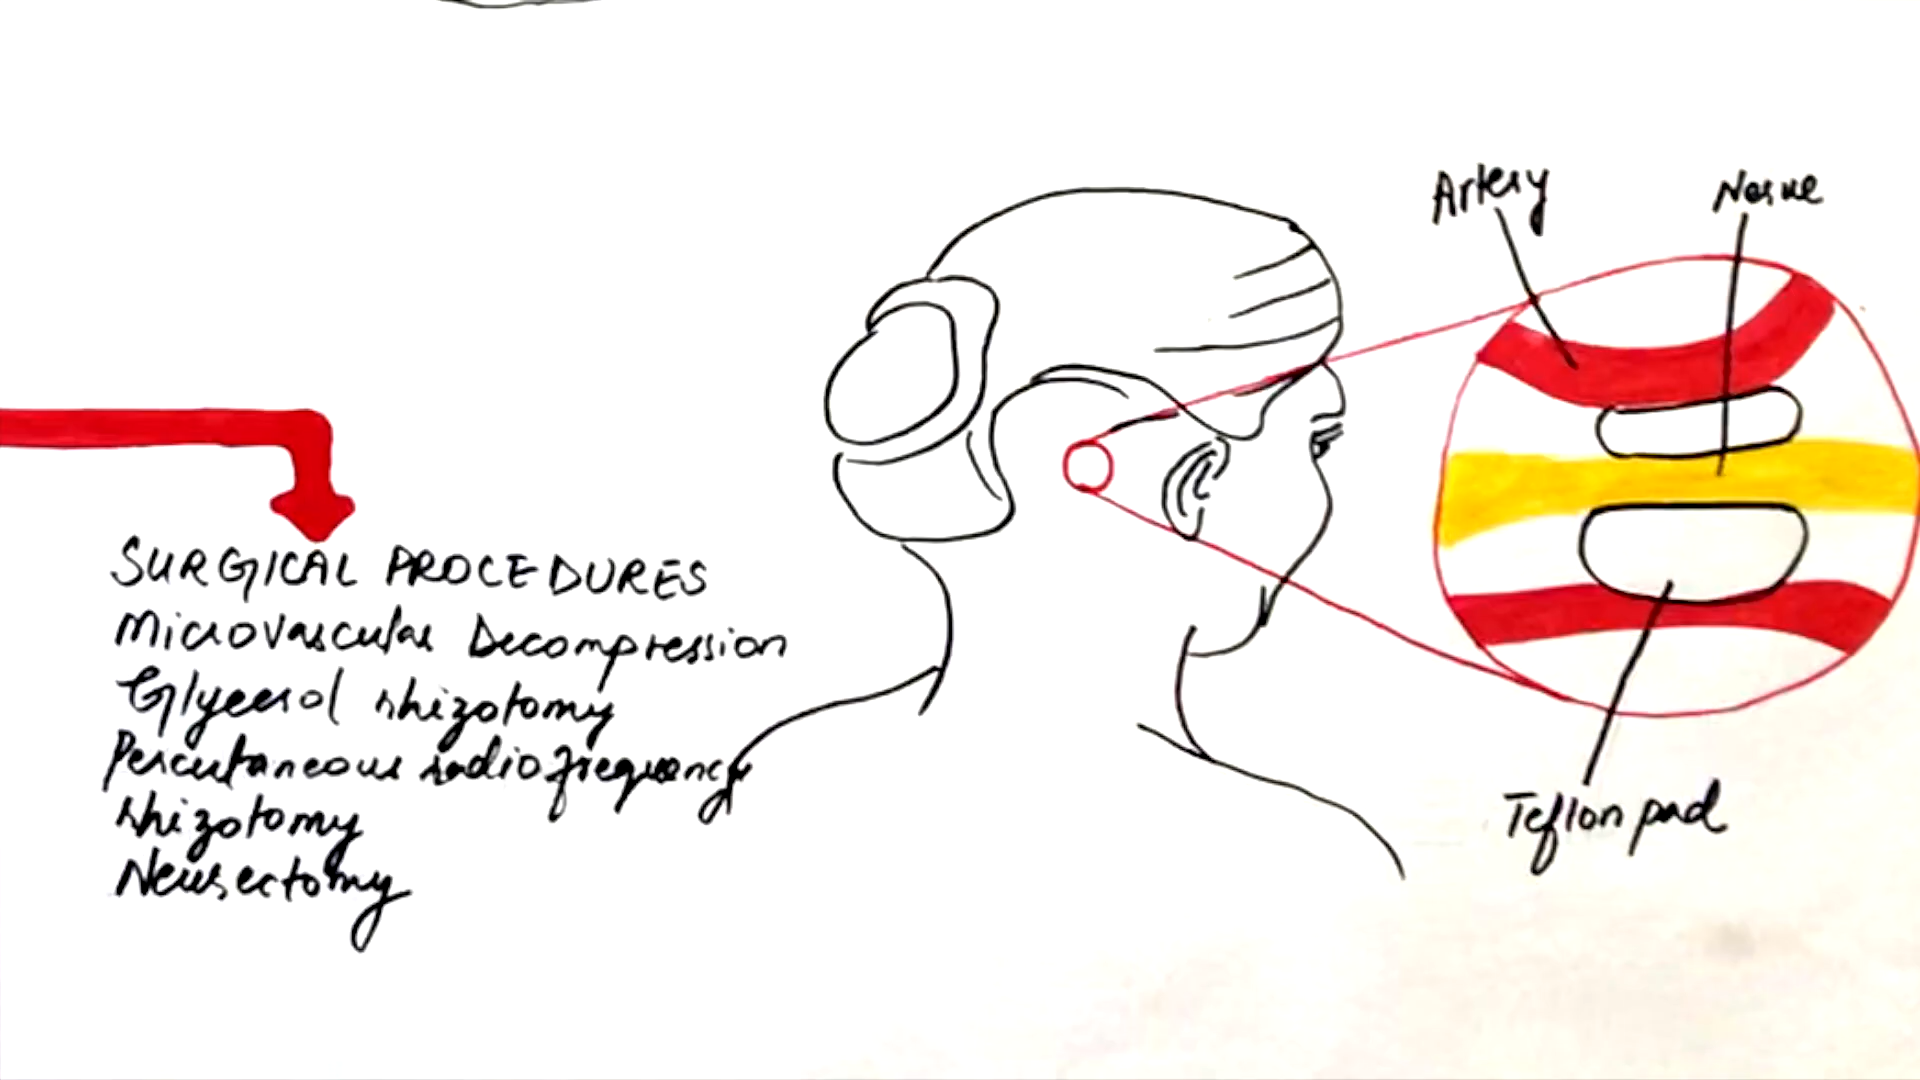 Artery
Nerve
SURGICAL PROCEDURES
Microvascular Decompression
Glycerol rhizotomy
Percutaneous radiofrequency
rhizotomy
Neurectomy
Teflon pad